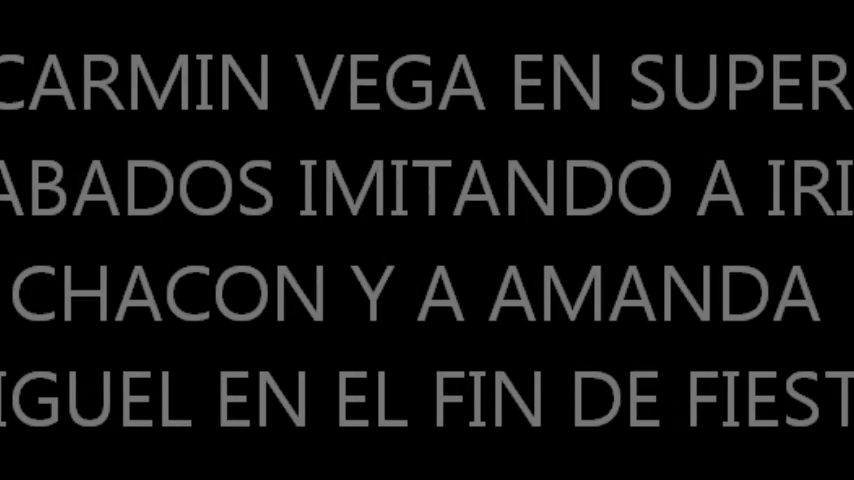 CARMIN VEGA EN SUPER
ABADOS IMITANDO A IRI
CHACON Y A AMANDA
IGUEL EN EL FIN DE FIEST